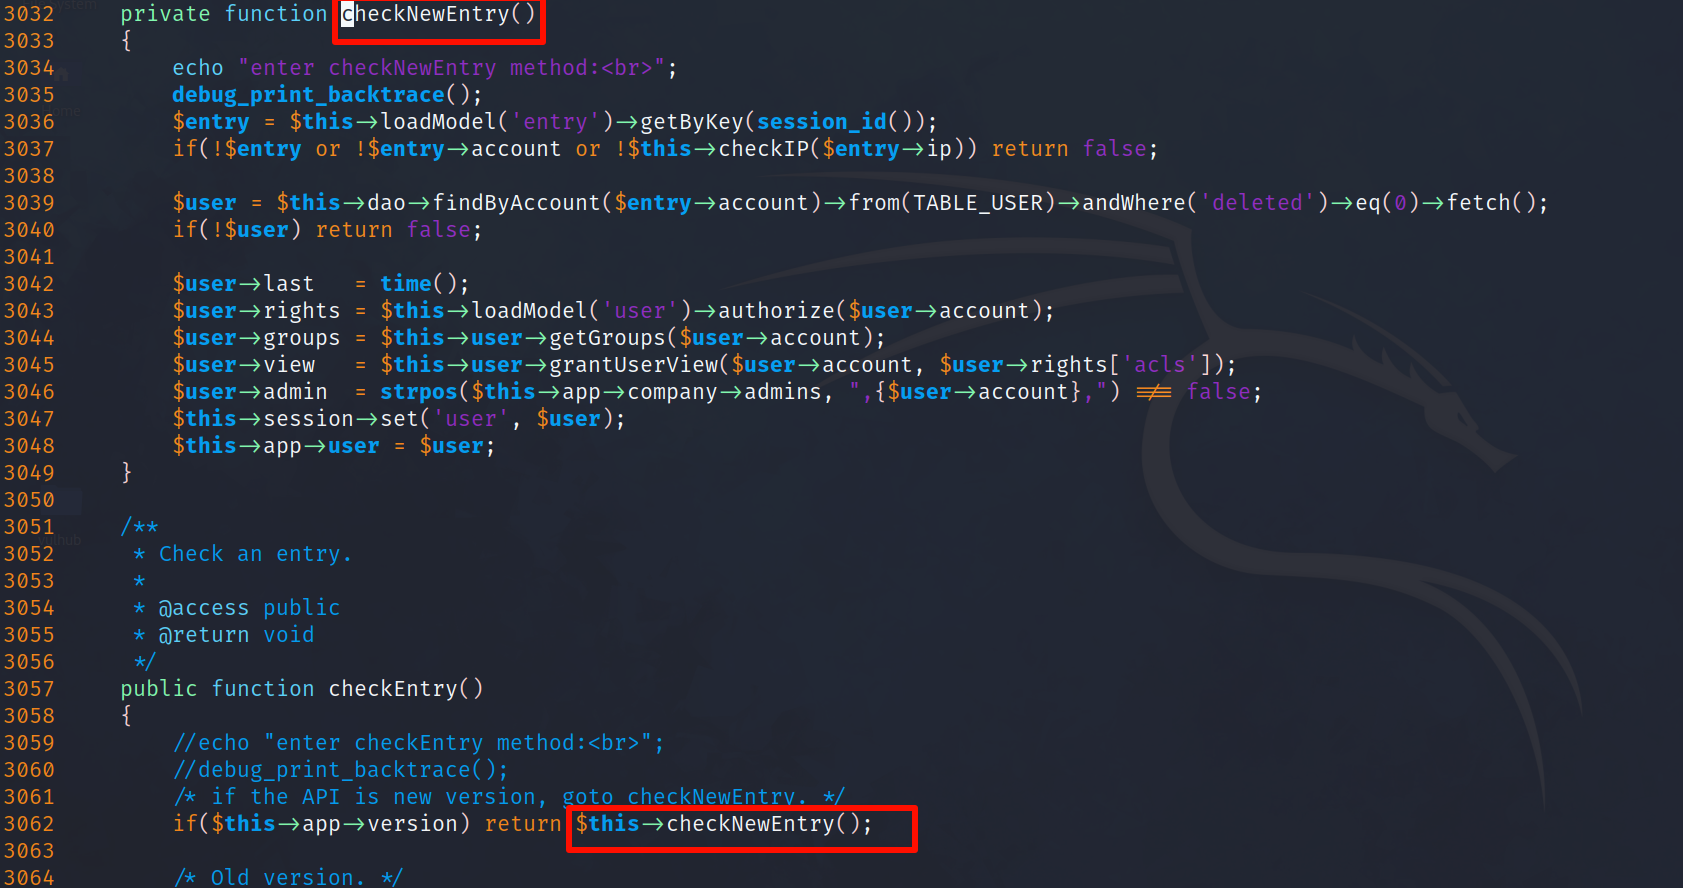 3032     private function checkNewEntry()
3033     {
3034         echo "enter checkNewEntry method:<br>";
3035         debug_print_backtrace();
3036         $entry = $this->loadModel('entry')->getByKey(session_id());
3037         if(!$entry or !$entry->account or !$this->checkIP($entry->ip)) return false;
3038
3039         $user = $this->dao->findByAccount($entry->account)->from(TABLE_USER)->andWhere('deleted')->eq(0)->fetch();
3040         if(!$user) return false;
3041
3042         $user->last   = time();
3043         $user->rights = $this->loadModel('user')->authorize($user->account);
3044         $user->groups = $this->user->getGroups($user->account);
3045         $user->view   = $this->user->grantUserView($user->account, $user->rights['acls']);
3046         $user->admin  = strpos($this->app->company->admins, ",{$user->account},") !== false;
3047         $this->session->set('user', $user);
3048         $this->app->user = $user;
3049     }
3050
3051     /**
3052      * Check an entry.
3053      *
3054      * @access public
3055      * @return void
3056      */
3057     public function checkEntry()
3058     {
3059         //echo "enter checkEntry method:<br>";
3060         //debug_print_backtrace();
3061         /* if the API is new version, goto checkNewEntry. */
3062         if($this->app->version) return $this->checkNewEntry();
3063
3064         /* Old version. */